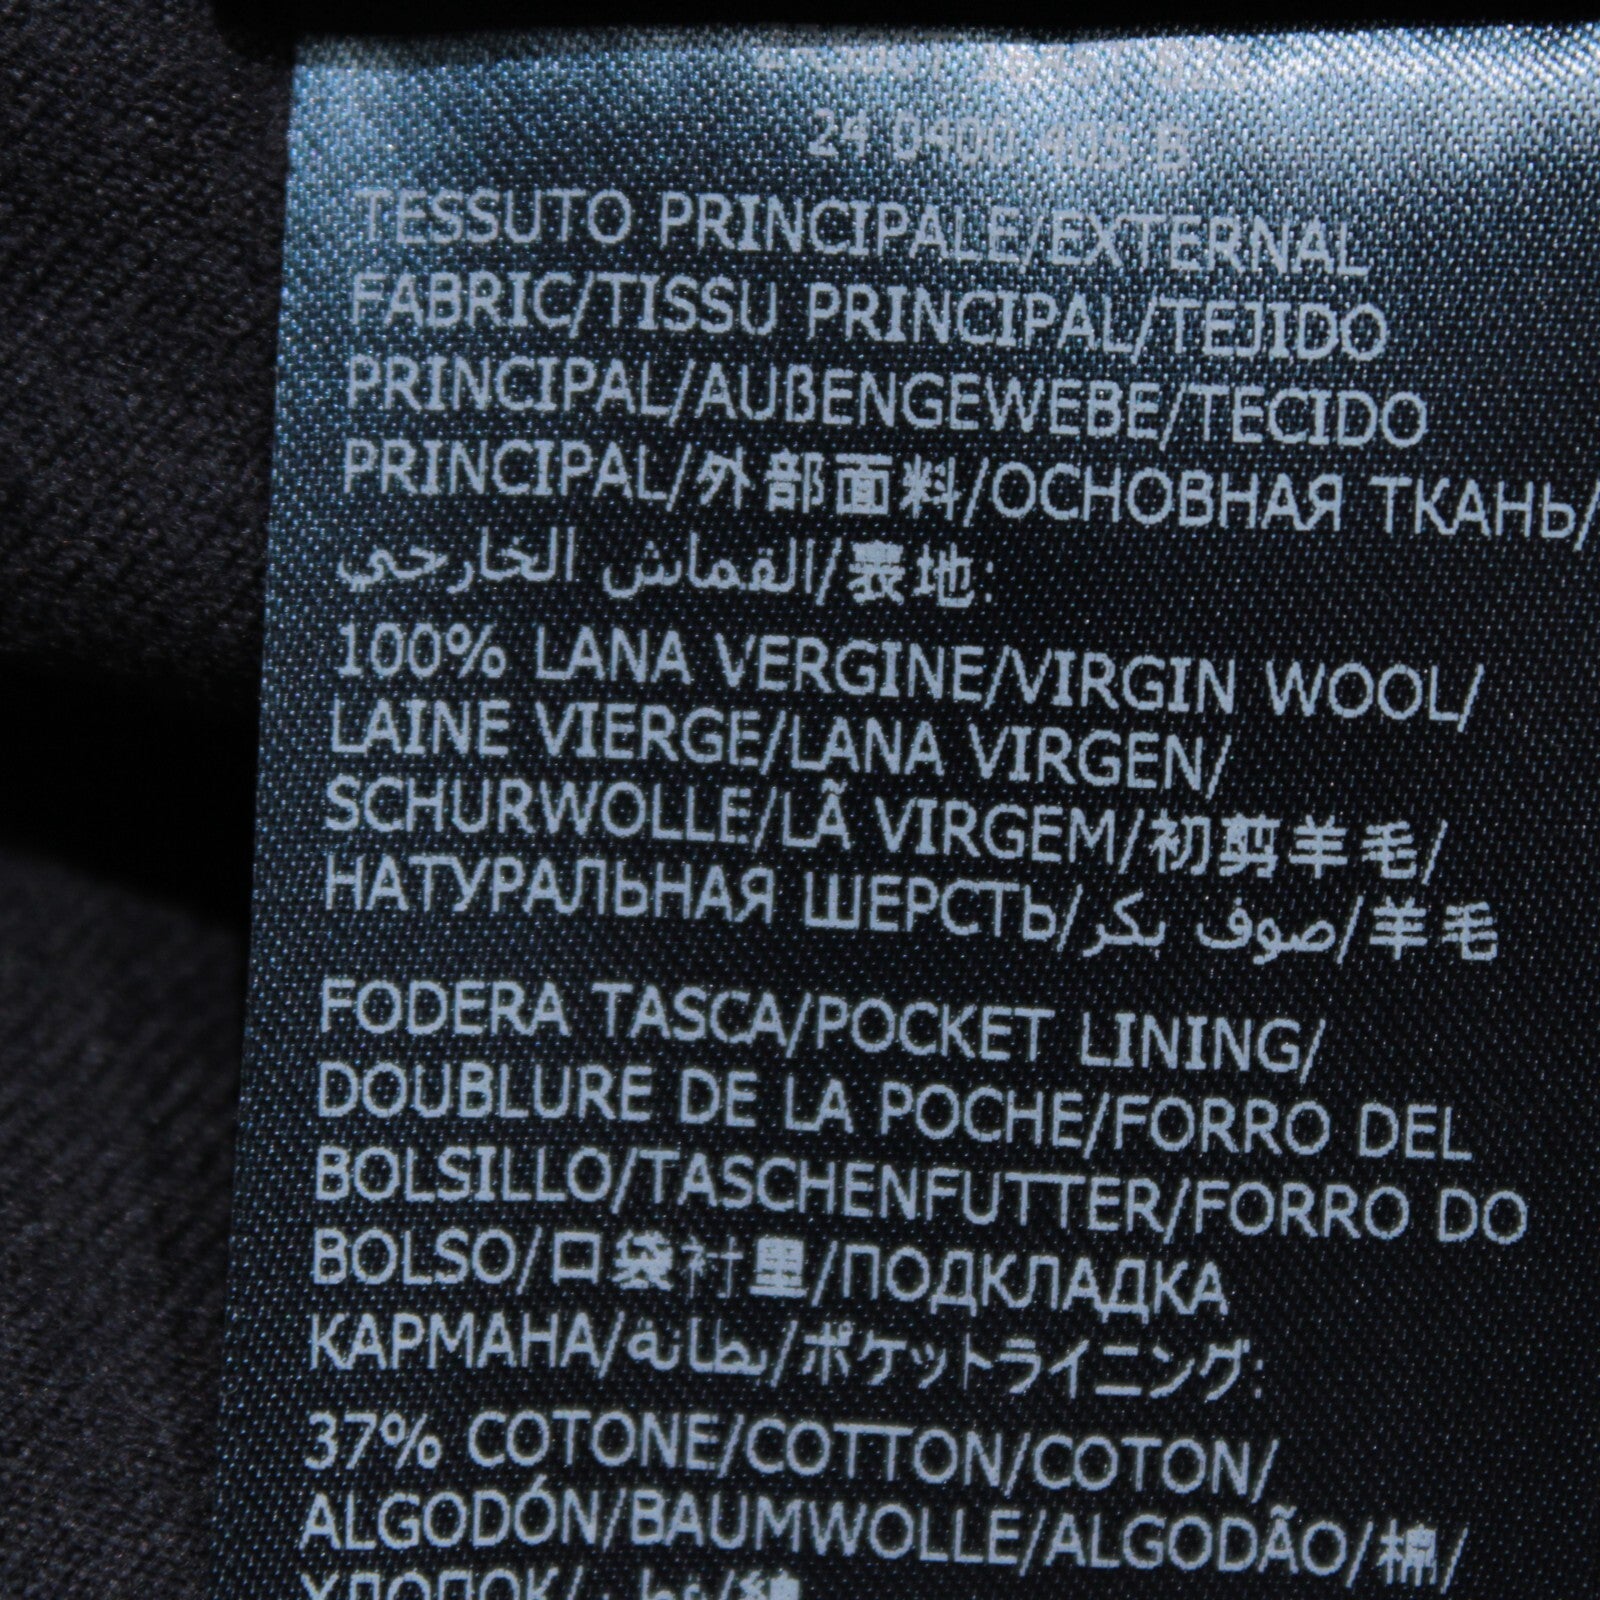 24 0400 405 B
TESSUTO PRINCIPALE/EXTERNAL
FABRIC/TISSU PRINCIPAL/TEJIDO
PRINCIPAL/AUßENGEWEBE/TECIDO
PRINCIPAL/外部面料/ОСНОВНАЯ ТКАНЬ/
القماش الخارجي/表地:
100% LANA VERGINE/VIRGIN WOOL/
LAINE VIERGE/LANA VIRGEN/
SCHURWOLLE/LÃ VIRGEM/初剪羊毛/
НАТУРАЛЬНАЯ ШЕРСТЬ/صوف بكر/羊毛
FODERA TASCA/POCKET LINING/
DOUBLURE DE LA POCHE/FORRO DEL
BOLSILLO/TASCHENFUTTER/FORRO DO
BOLSO/口袋衬里/ПОДКЛАДКА
КАРМАНА/بطانة/ポケットライニング:
37% COTONE/COTTON/COTON/
ALGODÓN/BAUMWOLLE/ALGODÃO/棉/
ХЛОПОК/قطن/綿